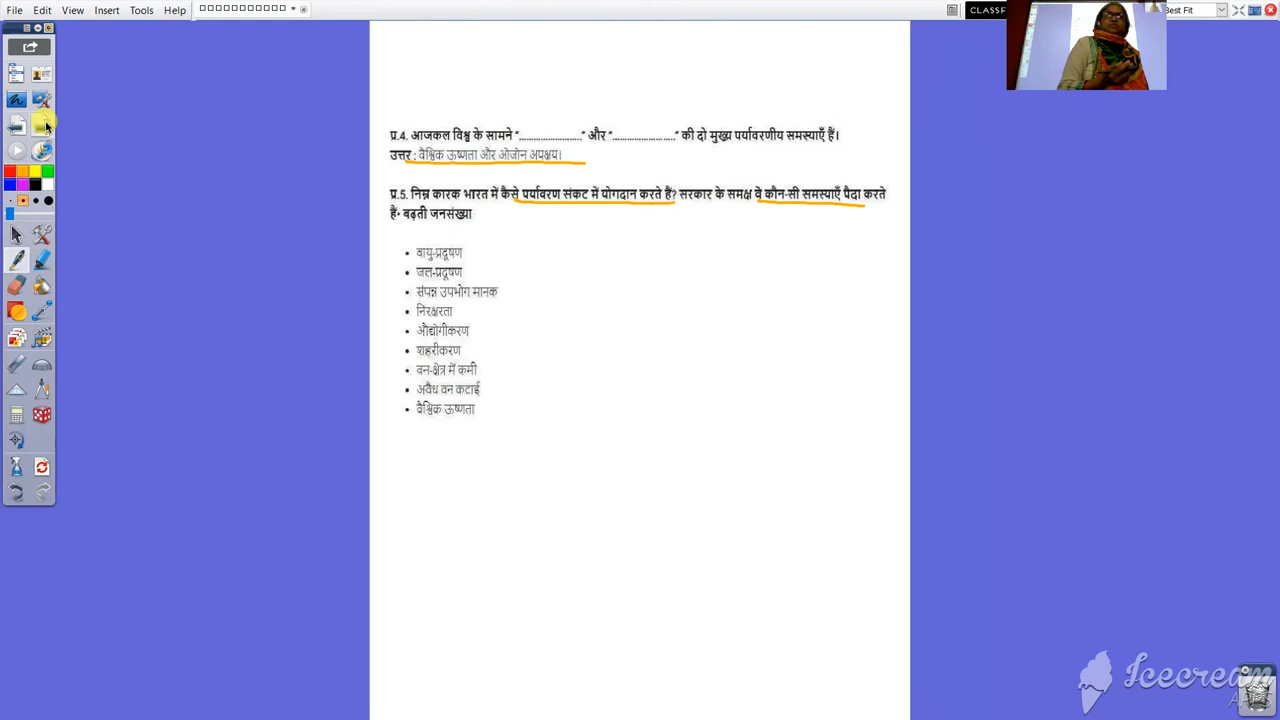 File Edit View Insert Tools Help
CLASSF
Best Fit
प्र.4. आजकल विश्व के सामने “........................” और “........................” की दो मुख्य पर्यावरणीय समस्याएँ हैं।
उत्तर : वैश्विक ऊष्णता और ओजोन अपक्षय।
प्र.5. निम्न कारक भारत में कैसे पर्यावरण संकट में योगदान करते हैं? सरकार के समक्ष वे कौन-सी समस्याएँ पैदा करते
हैं- बढ़ती जनसंख्या
• वायु-प्रदूषण
• जल-प्रदूषण
• संपन्न उपभोग मानक
• निरक्षरता
• औद्योगीकरण
• शहरीकरण
• वन-क्षेत्र में कमी
• अवैध वन कटाई
• वैश्विक ऊष्णता
Icecream
APPS